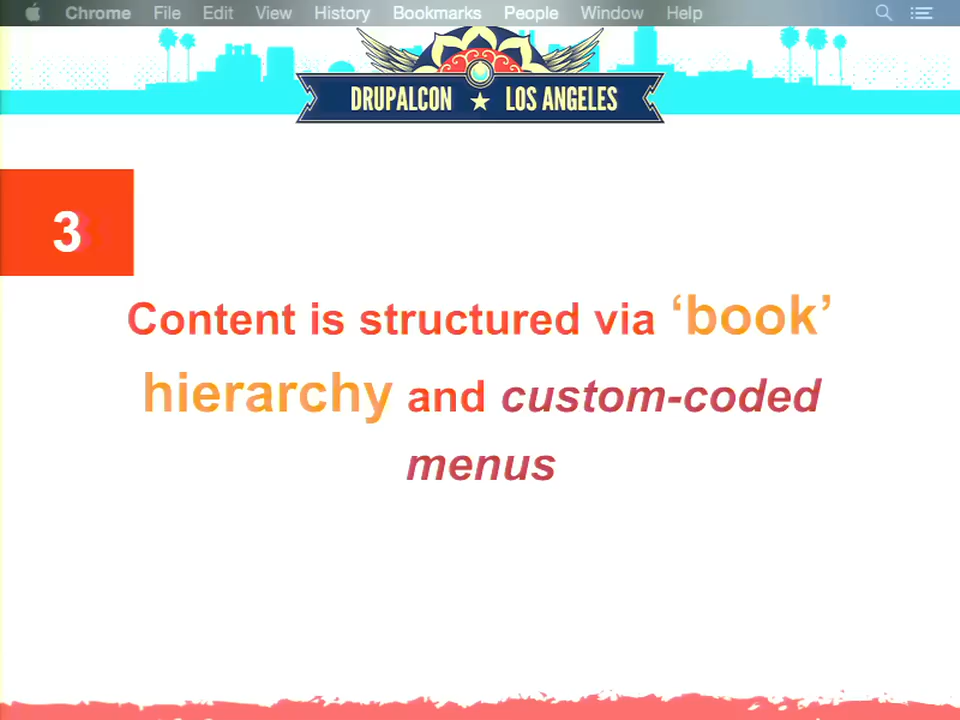 Chrome File Edit View History Bookmarks People Window Help
DRUPALCON ★ LOS ANGELES
3
Content is structured via ‘book’
hierarchy and custom-coded
menus